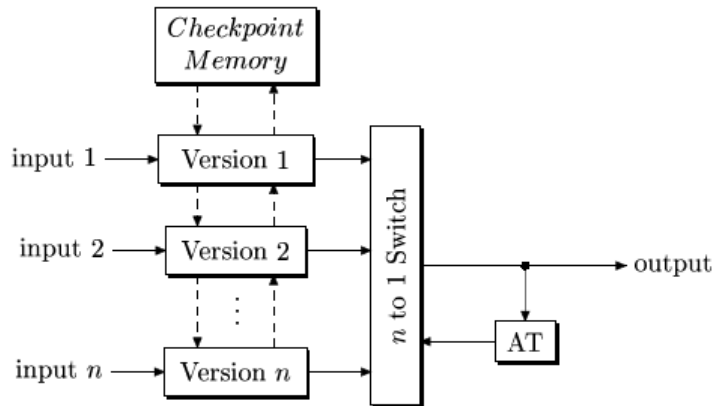 Checkpoint
Memory
input 1
Version 1
input 2
Version 2
⋮
input n
Version n
n to 1 Switch
output
AT